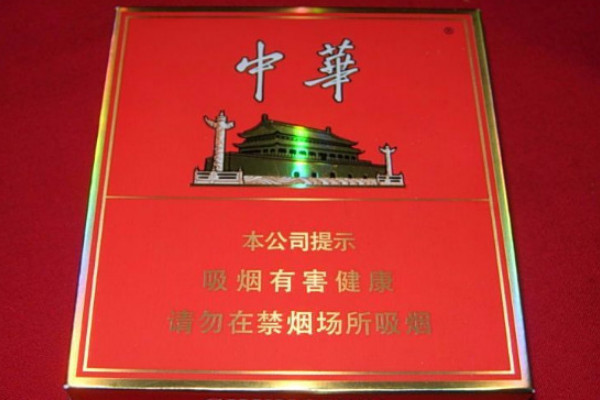 中華
®
本公司提示
吸烟有害健康
请勿在禁烟场所吸烟